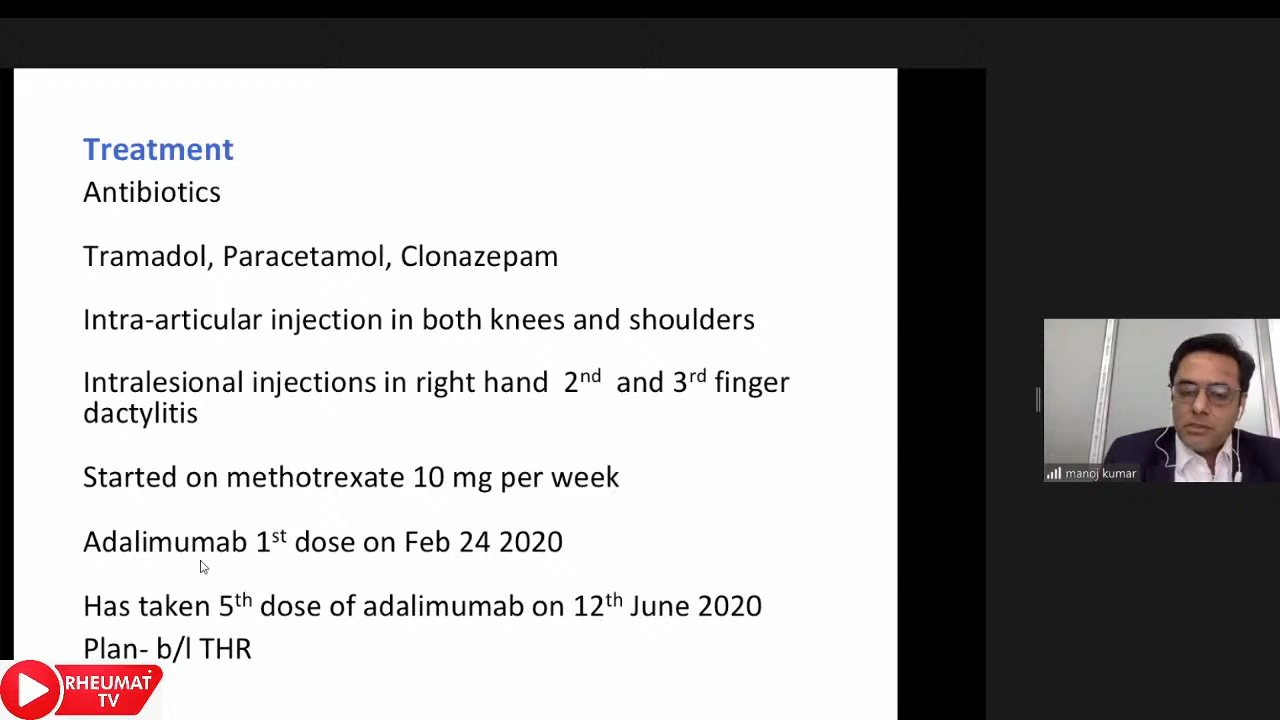 Treatment
Antibiotics
Tramadol, Paracetamol, Clonazepam
Intra-articular injection in both knees and shoulders
Intralesional injections in right hand 2nd and 3rd finger
dactylitis
Started on methotrexate 10 mg per week
Adalimumab 1st dose on Feb 24 2020
Has taken 5th dose of adalimumab on 12th June 2020
Plan- b/l THR
RHEUMAT
TV
manoj kumar